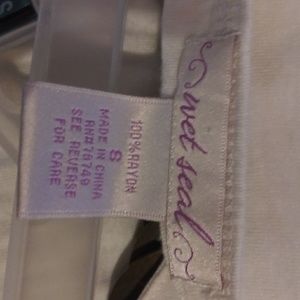 wet seal
100% RAYON
S
MADE IN CHINA
RN#78749
SEE REVERSE
FOR CARE